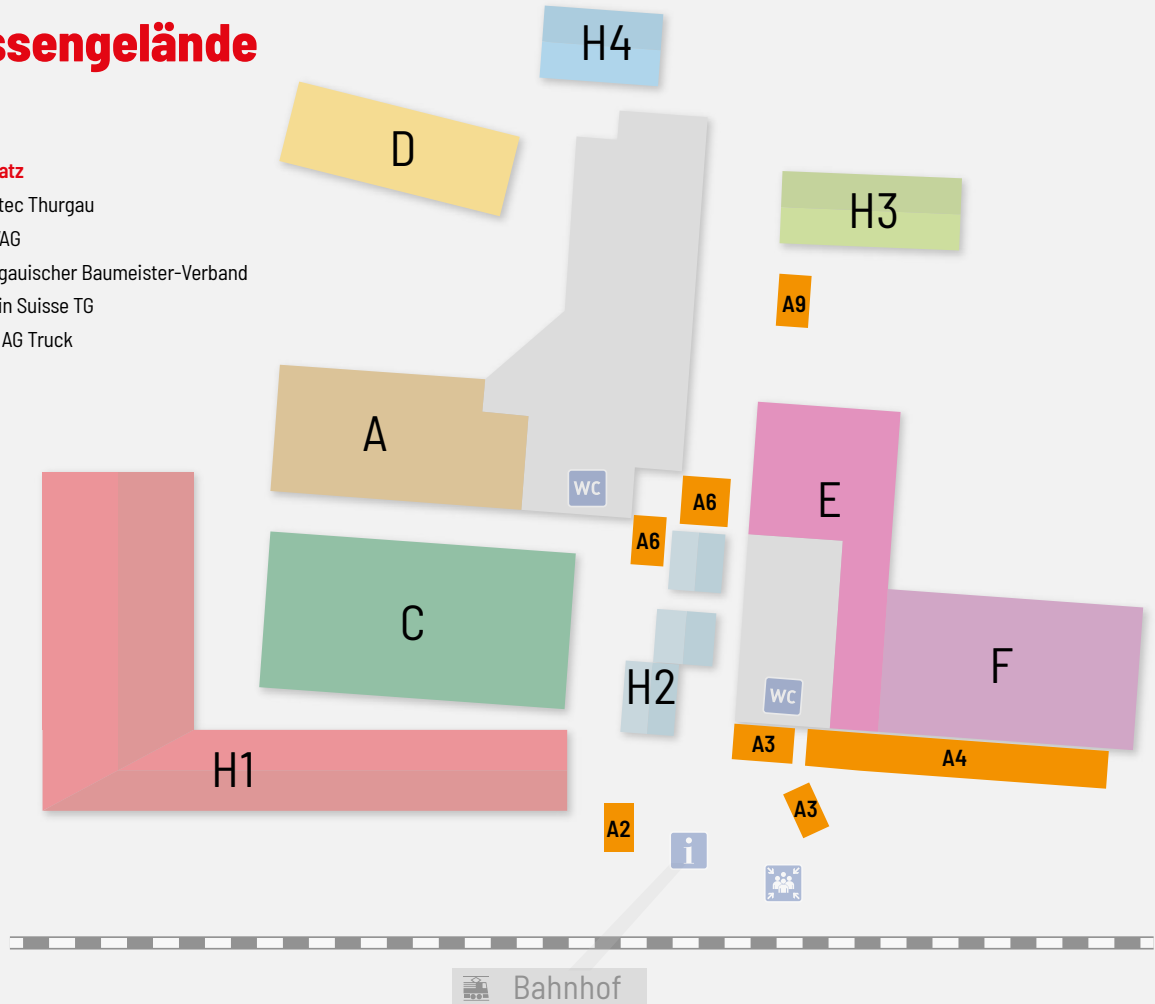 ssengelände
atz
tec Thurgau
AG
gauischer Baumeister-Verband
in Suisse TG
AG Truck
H4
D
H3
A9
A
E
WC
A6
A6
C
F
H2
WC
A3
A4
H1
A3
A2
i
Bahnhof